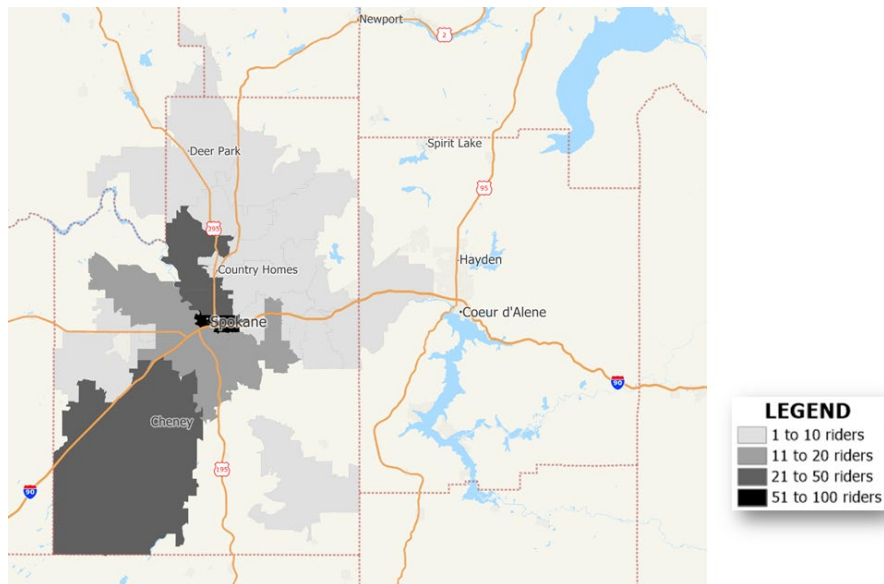 Newport
2
Deer Park
Spirit Lake
95
395
Hayden
Country Homes
Coeur d'Alene
Spokane
90
Cheney
195
90
LEGEND
1 to 10 riders
11 to 20 riders
21 to 50 riders
51 to 100 riders